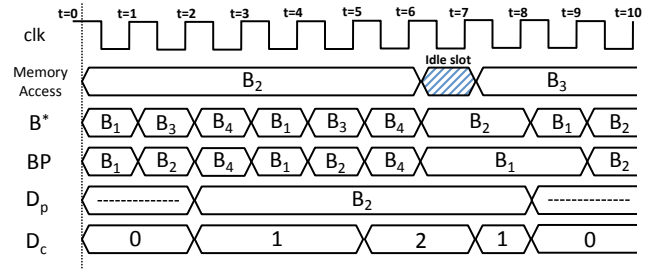 t=0 t=1 t=2 t=3 t=4 t=5 t=6 t=7 t=8 t=9 t=10
clk
Idle slot
Memory Access B₂ B₃
B* B₁ B₃ B₄ B₁ B₃ B₄ B₂ B₁ B₂
BP B₁ B₂ B₄ B₁ B₂ B₄ B₁ B₂
Dₚ ------------ B₂ ------------
D꜀ 0 1 2 1 0